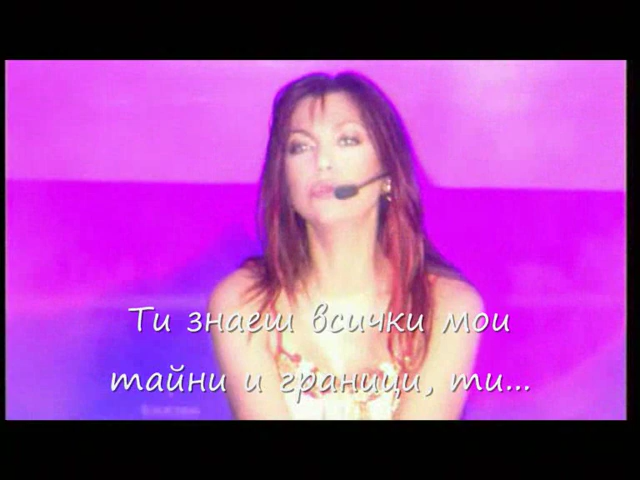 Ти знаеш всички мои
тайни и граници, ти...